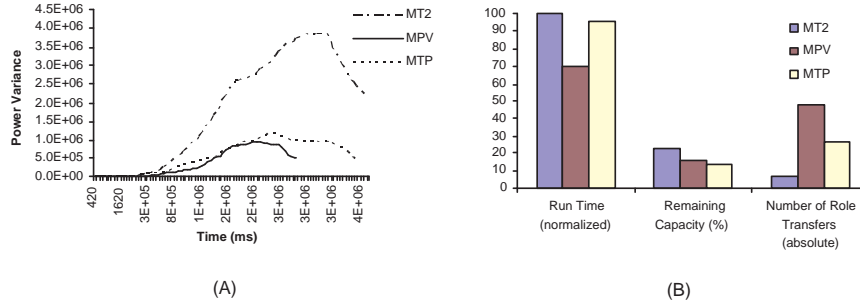 4.5E+06
4.0E+06
3.5E+06
3.0E+06
2.5E+06
2.0E+06
1.5E+06
1.0E+06
5.0E+05
0.0E+00
Power Variance
420
1620
3E+05
8E+05
1E+06
2E+06
2E+06
3E+06
3E+06
4E+06
Time (ms)
MT2
MPV
MTP
(A)
100
90
80
70
60
50
40
30
20
10
0
MT2
MPV
MTP
Run Time
(normalized)
Remaining
Capacity (%)
Number of Role
Transfers
(absolute)
(B)